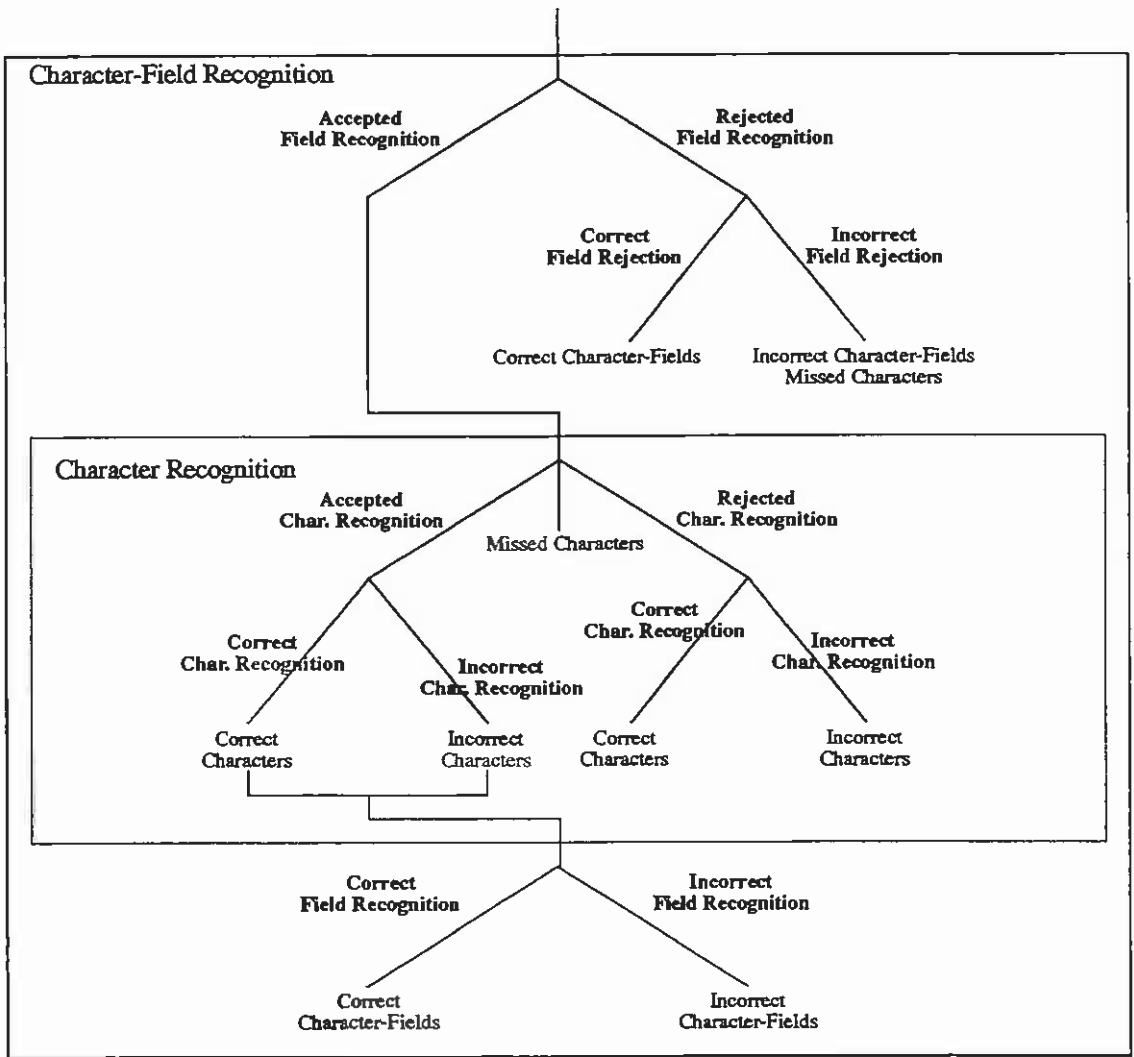 Character-Field Recognition
Accepted
Field Recognition
Rejected
Field Recognition
Correct
Field Rejection
Incorrect
Field Rejection
Correct Character-Fields
Incorrect Character-Fields
Missed Characters
Character Recognition
Accepted
Char. Recognition
Missed Characters
Rejected
Char. Recognition
Correct
Char. Recognition
Incorrect
Char. Recognition
Correct
Char. Recognition
Incorrect
Char. Recognition
Correct
Characters
Incorrect
Characters
Correct
Characters
Incorrect
Characters
Correct
Field Recognition
Incorrect
Field Recognition
Correct
Character-Fields
Incorrect
Character-Fields